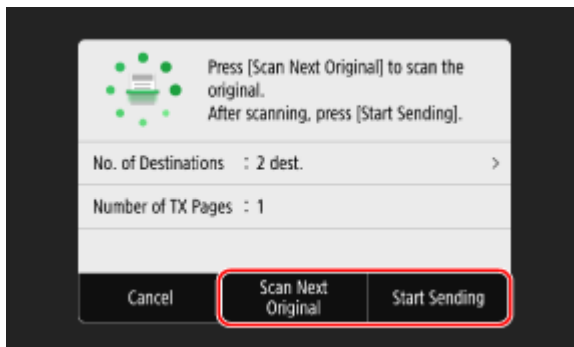 Press [Scan Next Original] to scan the
original.
After scanning, press [Start Sending].
No. of Destinations : 2 dest. >
Number of TX Pages : 1
Cancel
Scan Next
Original
Start Sending